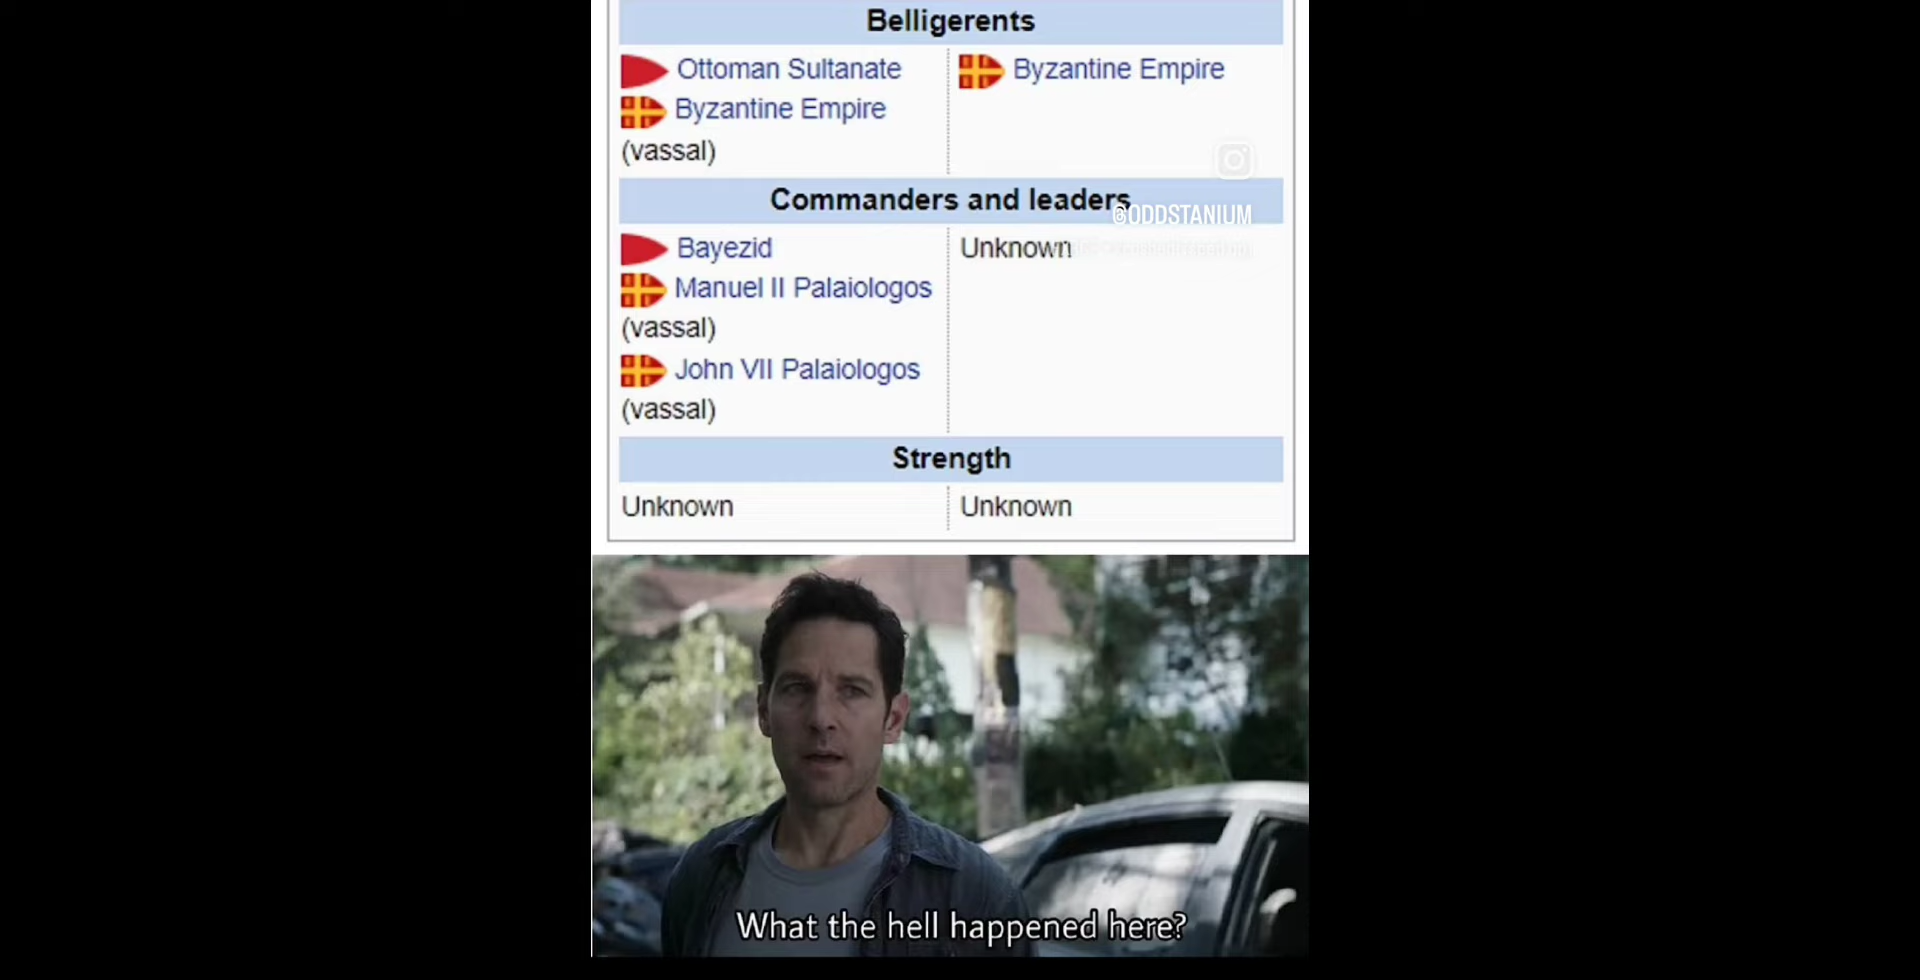 Belligerents
Ottoman Sultanate
Byzantine Empire
(vassal)
Byzantine Empire
Commanders and leaders
@ODDSTANIUM
Bayezid
Manuel II Palaiologos
(vassal)
John VII Palaiologos
(vassal)
Unknown
Strength
Unknown
Unknown
What the hell happened here?